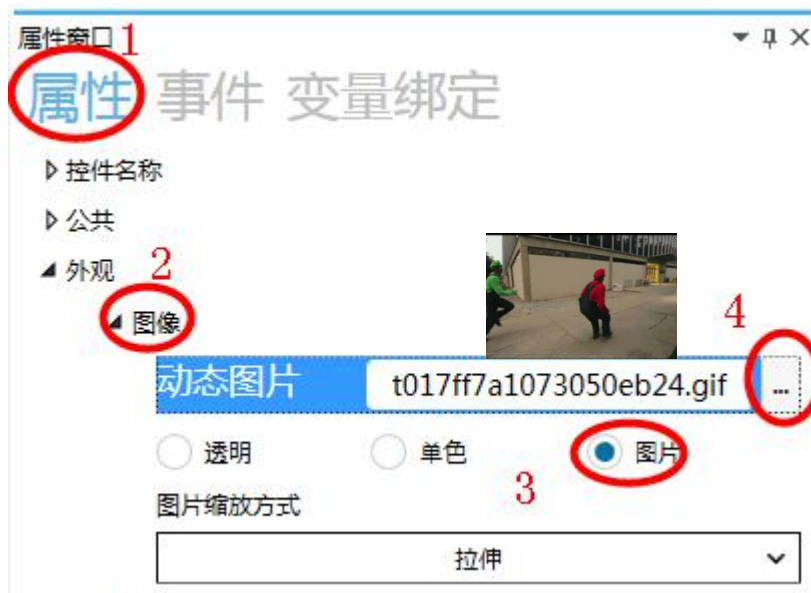 属性窗口 1
属性 事件 变量绑定
控件名称
公共
外观 2
图像
4
动态图片 t017ff7a1073050eb24.gif ...
透明 单色 图片
3
图片缩放方式
拉伸